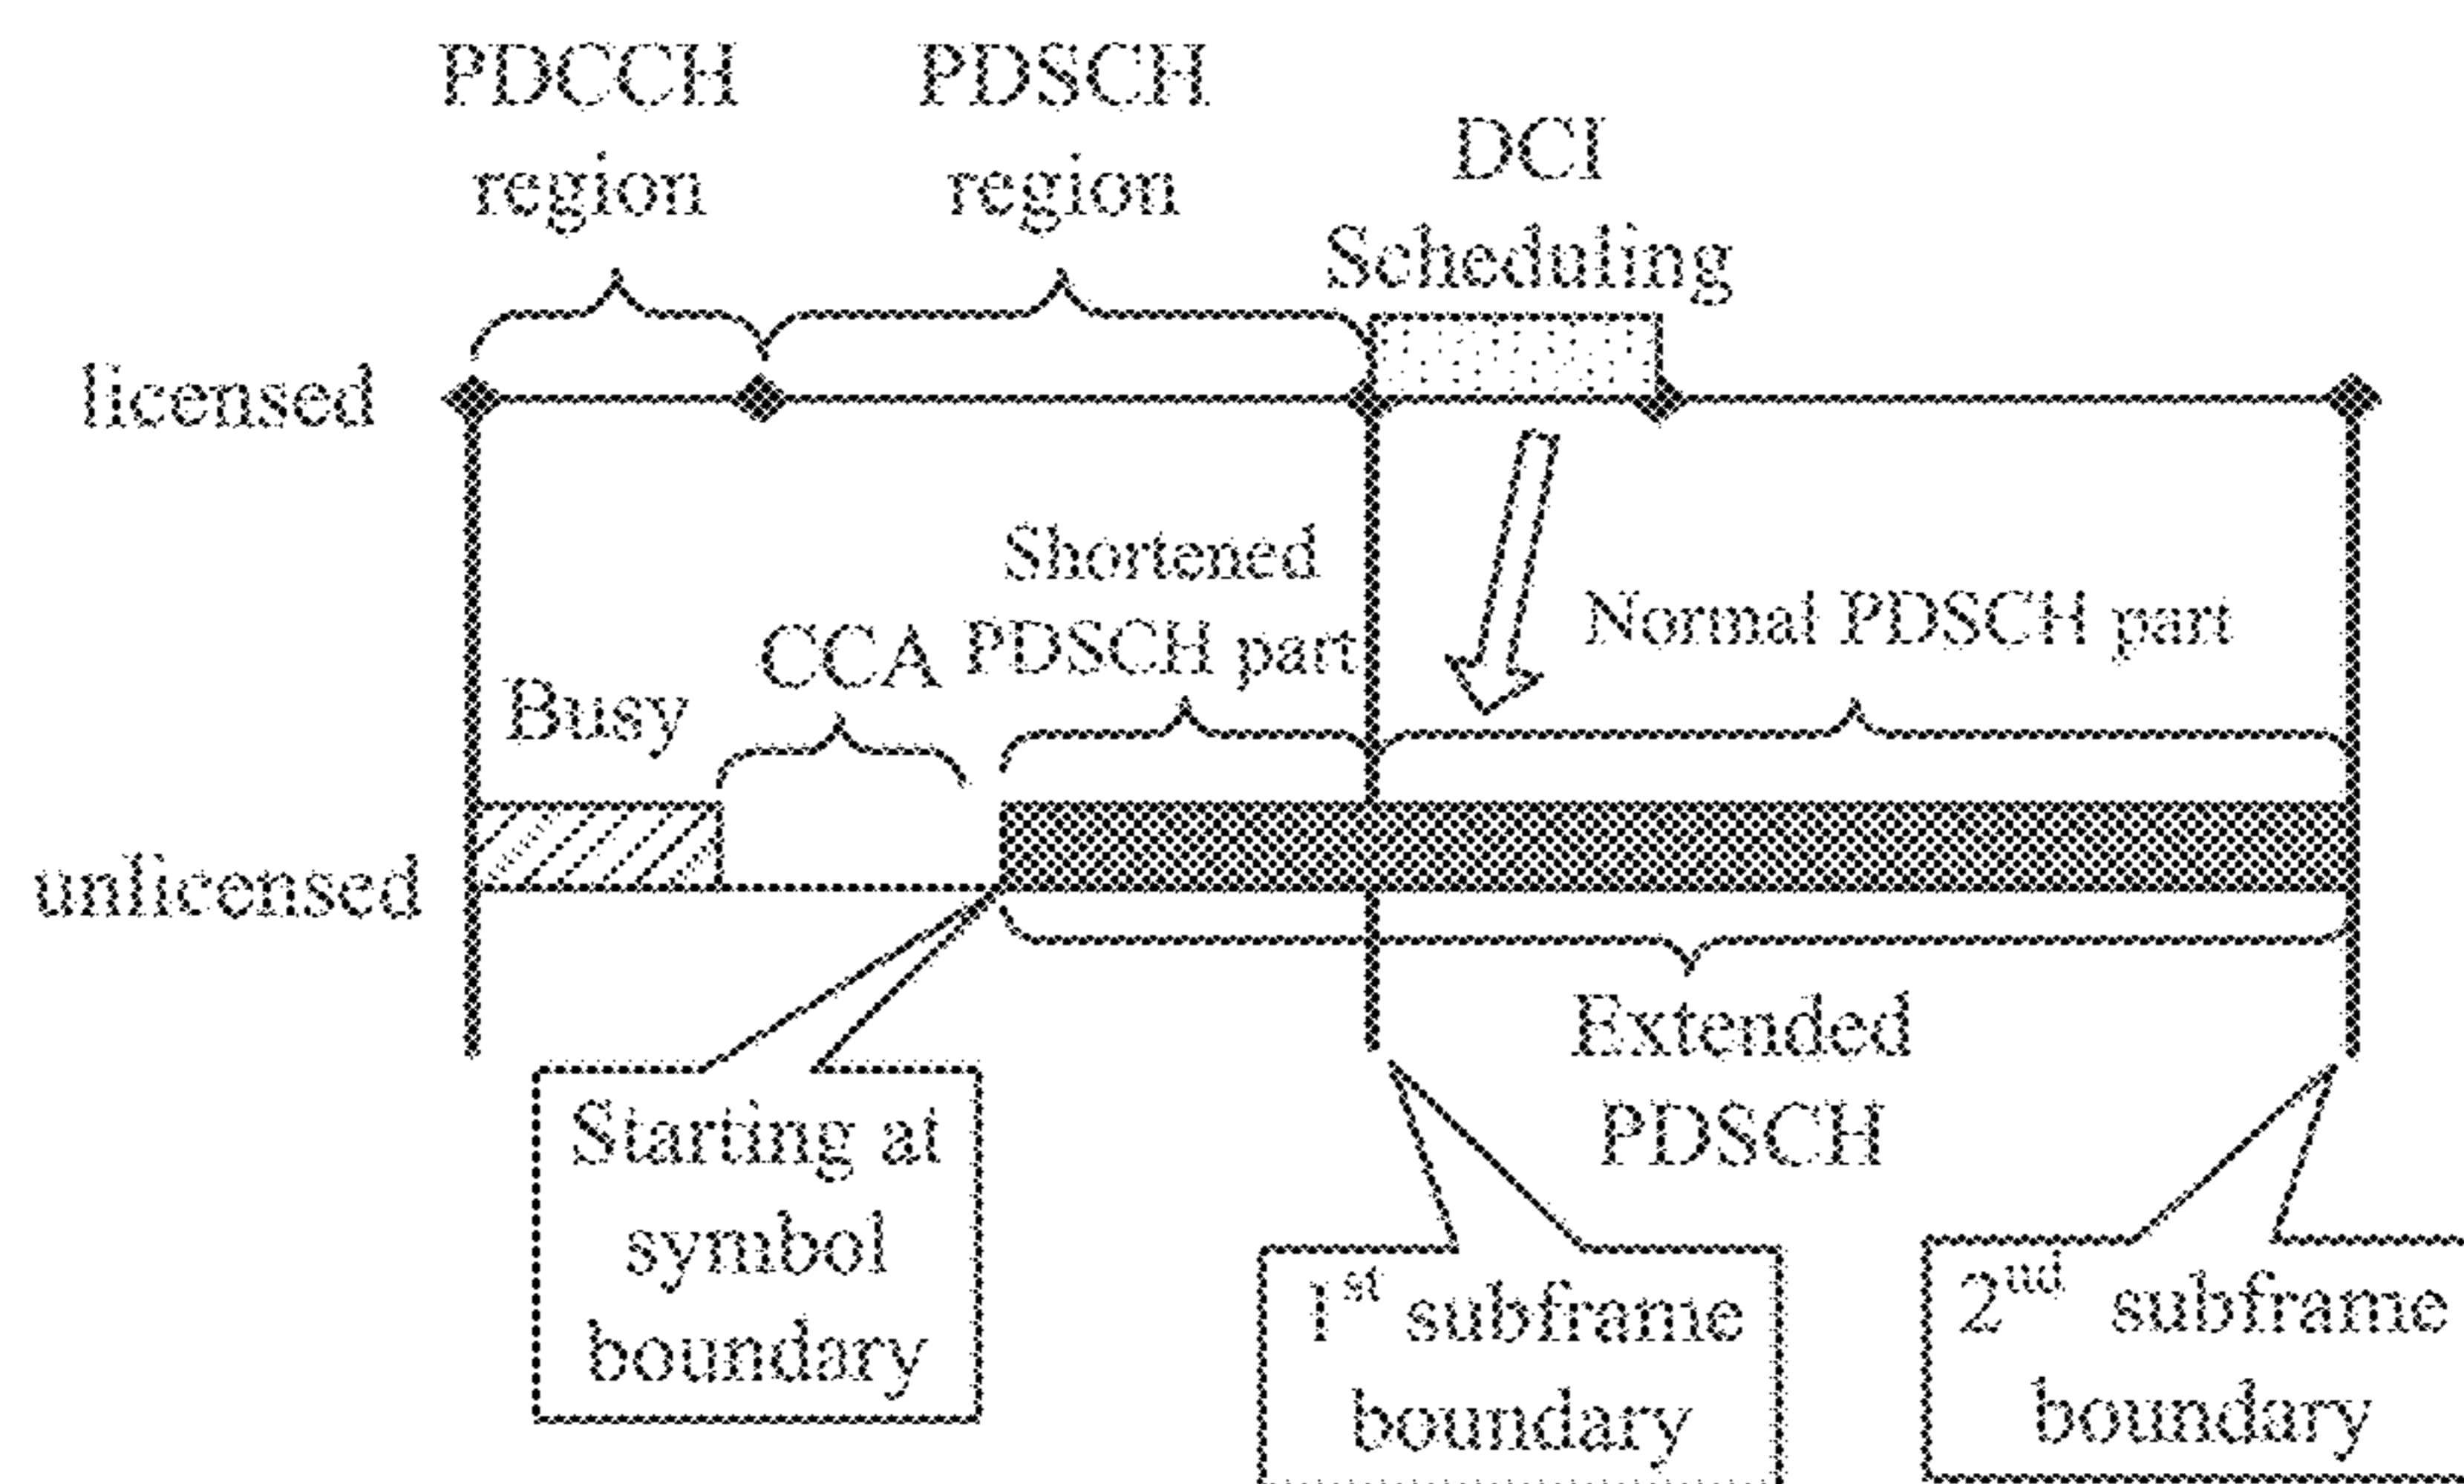 PDCCH
region
PDSCH
region
DCI
Scheduling
licensed
Shortened
PDSCH part
Normal PDSCH part
CCA
Busy
unlicensed
Extended
PDSCH
Starting at
symbol
boundary
1st subframe
boundary
2nd subframe
boundary